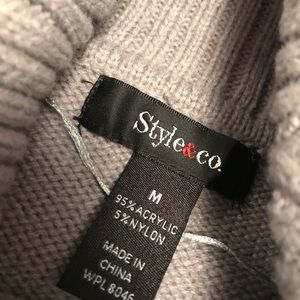 Style&co.
M
95% ACRYLIC
5% NYLON
MADE IN
CHINA
WPL 8046